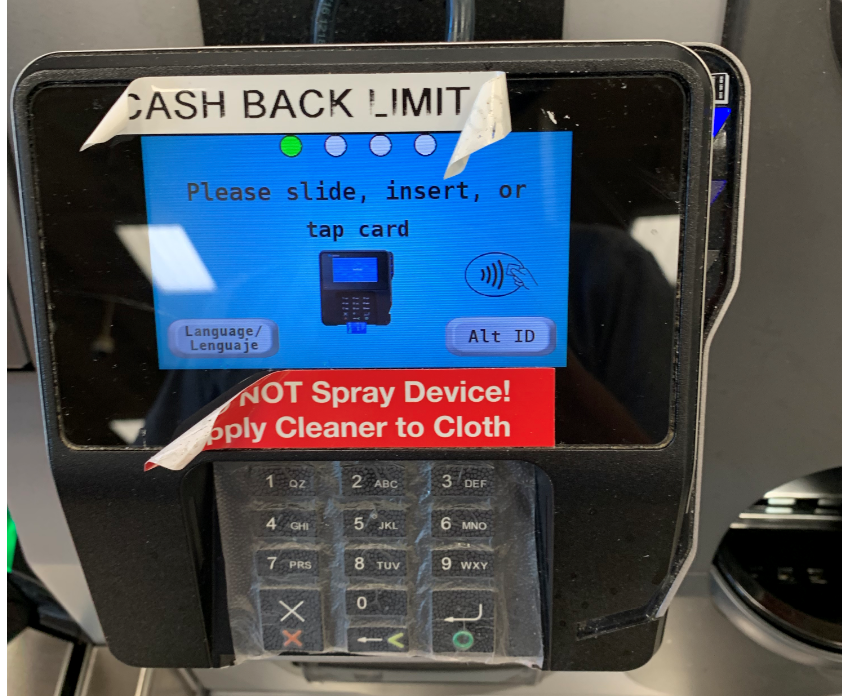 CASH BACK LIMIT
Please slide, insert, or
tap card
Language/
Lenguaje
Alt ID
NOT Spray Device!
pply Cleaner to Cloth
1 QZ
2 ABC
3 DEF
4 GHI
5 JKL
6 MNO
7 PRS
8 TUV
9 WXY
0